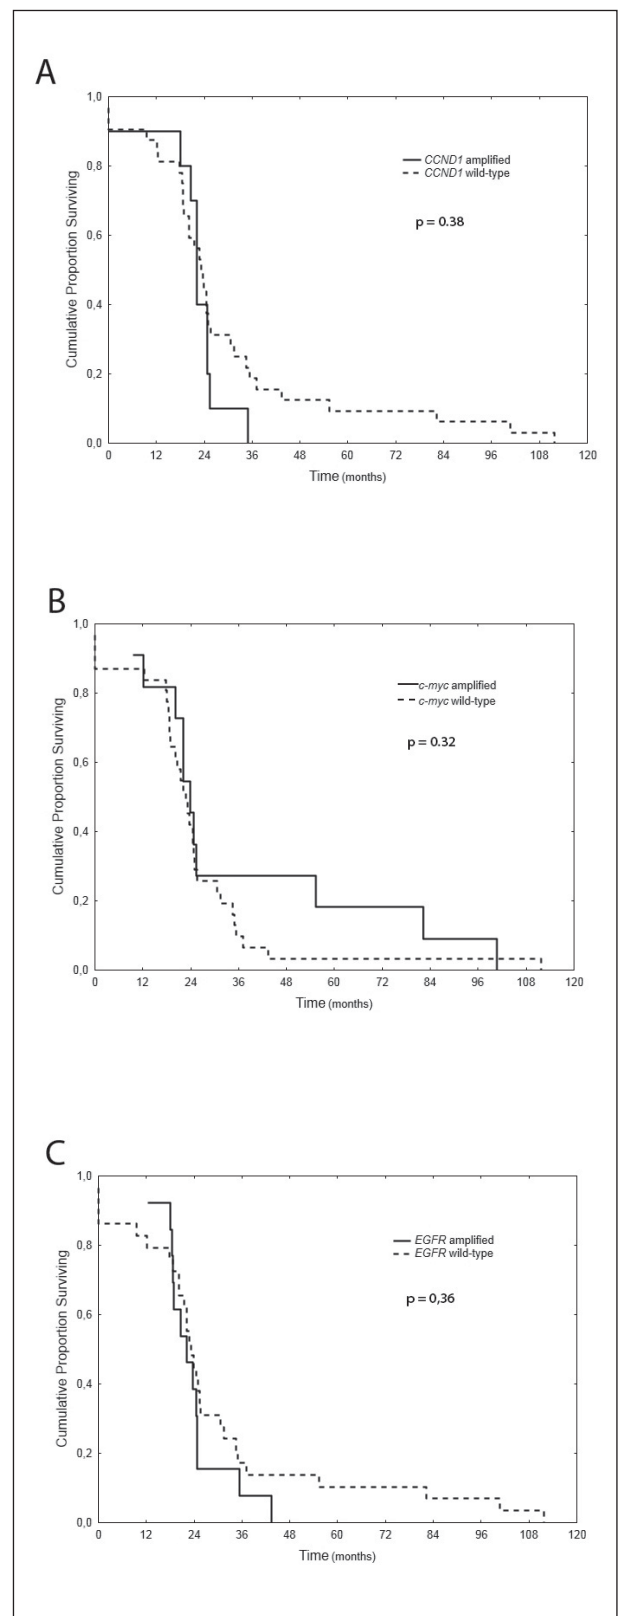 A
1,0
0,8
0,6
0,4
0,2
0,0
Cumulative Proportion Surviving
CCND1 amplified
CCND1 wild-type
p = 0.38
0 12 24 36 48 60 72 84 96 108 120
Time (months)
B
1,0
0,8
0,6
0,4
0,2
0,0
Cumulative Proportion Surviving
c-myc amplified
c-myc wild-type
p = 0.32
0 12 24 36 48 60 72 84 96 108 120
Time (months)
C
1,0
0,8
0,6
0,4
0,2
0,0
Cumulative Proportion Surviving
EGFR amplified
EGFR wild-type
p = 0,36
0 12 24 36 48 60 72 84 96 108 120
Time (months)